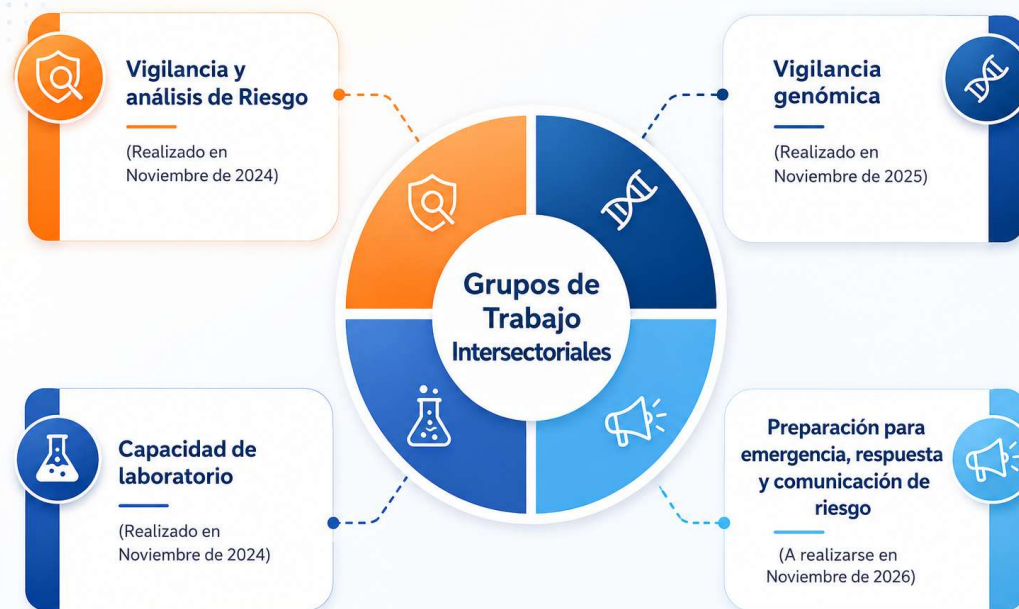 Vigilancia y
análisis de Riesgo
(Realizado en
Noviembre de 2024)
Vigilancia
genómica
(Realizado en
Noviembre de 2025)
Grupos de
Trabajo
Intersectoriales
Capacidad de
laboratorio
(Realizado en
Noviembre de 2024)
Preparación para
emergencia, respuesta
y comunicación de
riesgo
(A realizarse en
Noviembre de 2026)